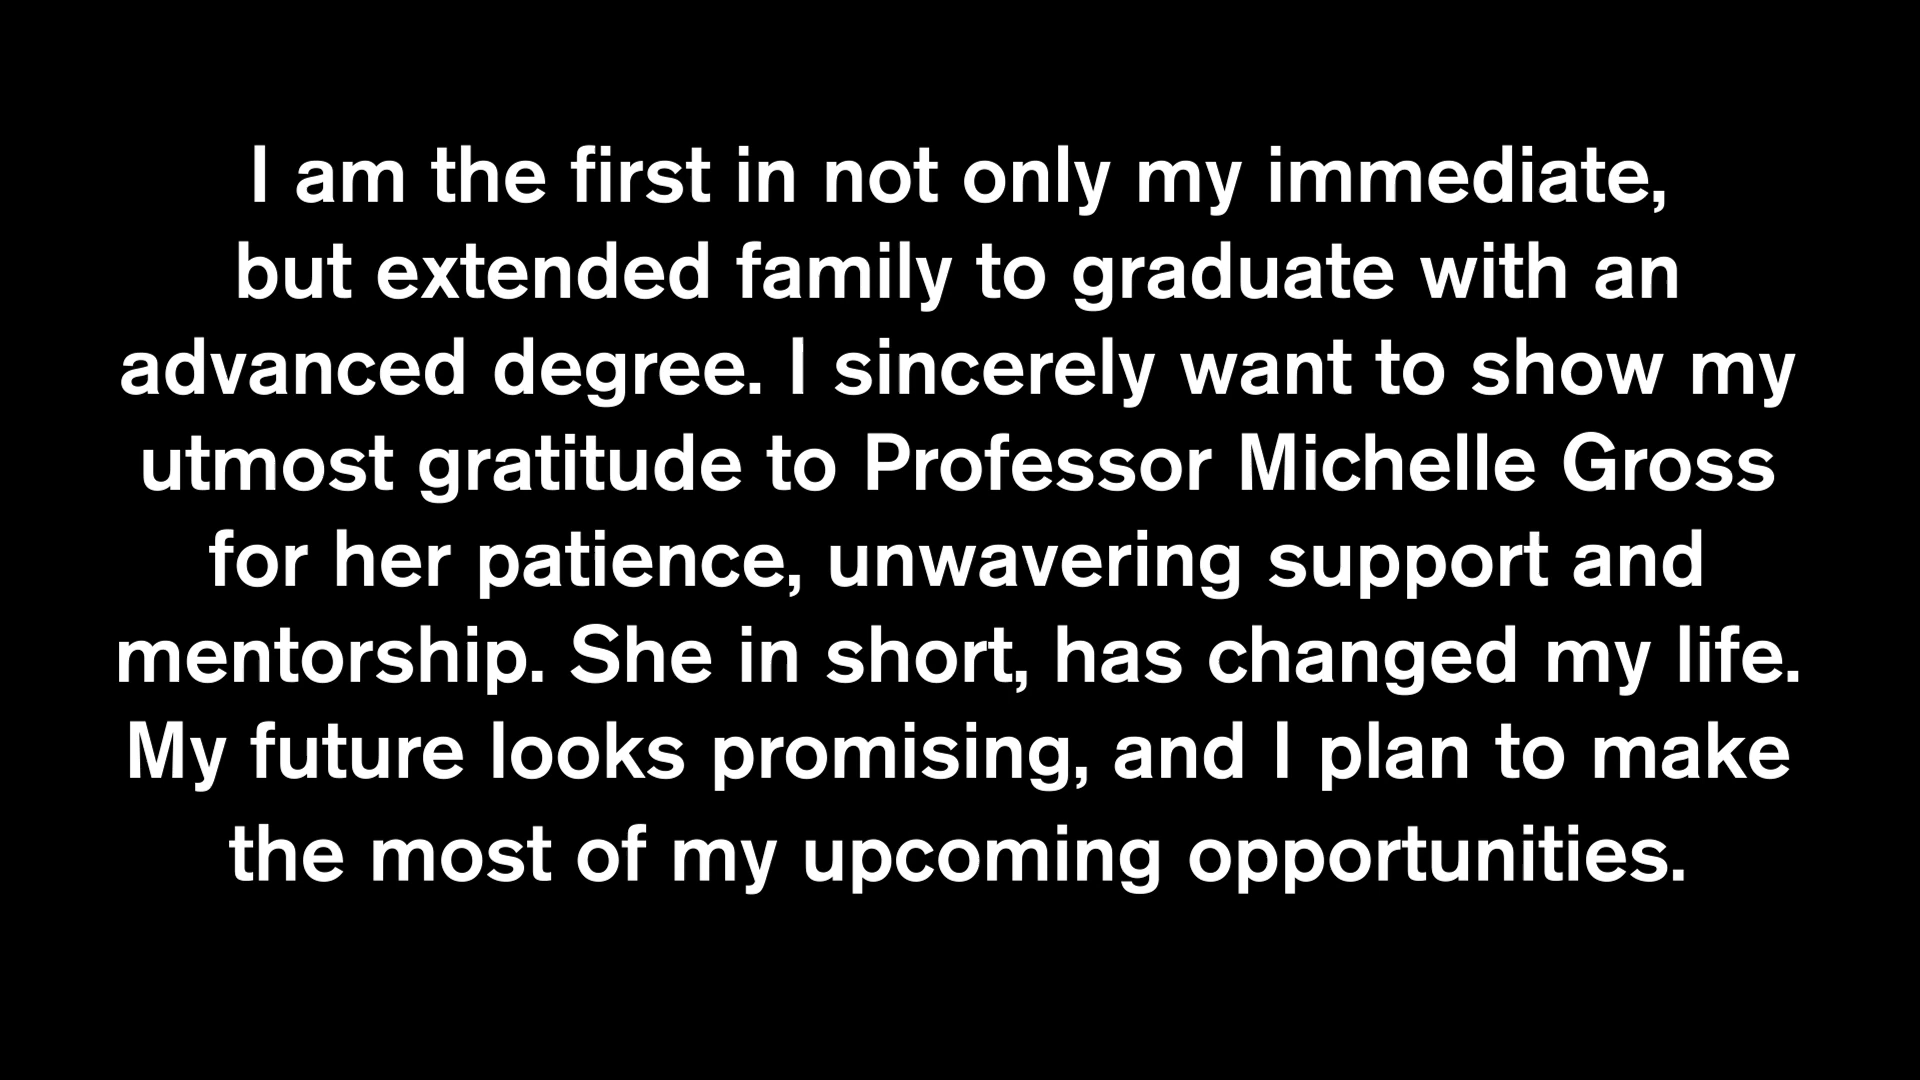 I am the first in not only my immediate,
but extended family to graduate with an
advanced degree. I sincerely want to show my
utmost gratitude to Professor Michelle Gross
for her patience, unwavering support and
mentorship. She in short, has changed my life.
My future looks promising, and I plan to make
the most of my upcoming opportunities.